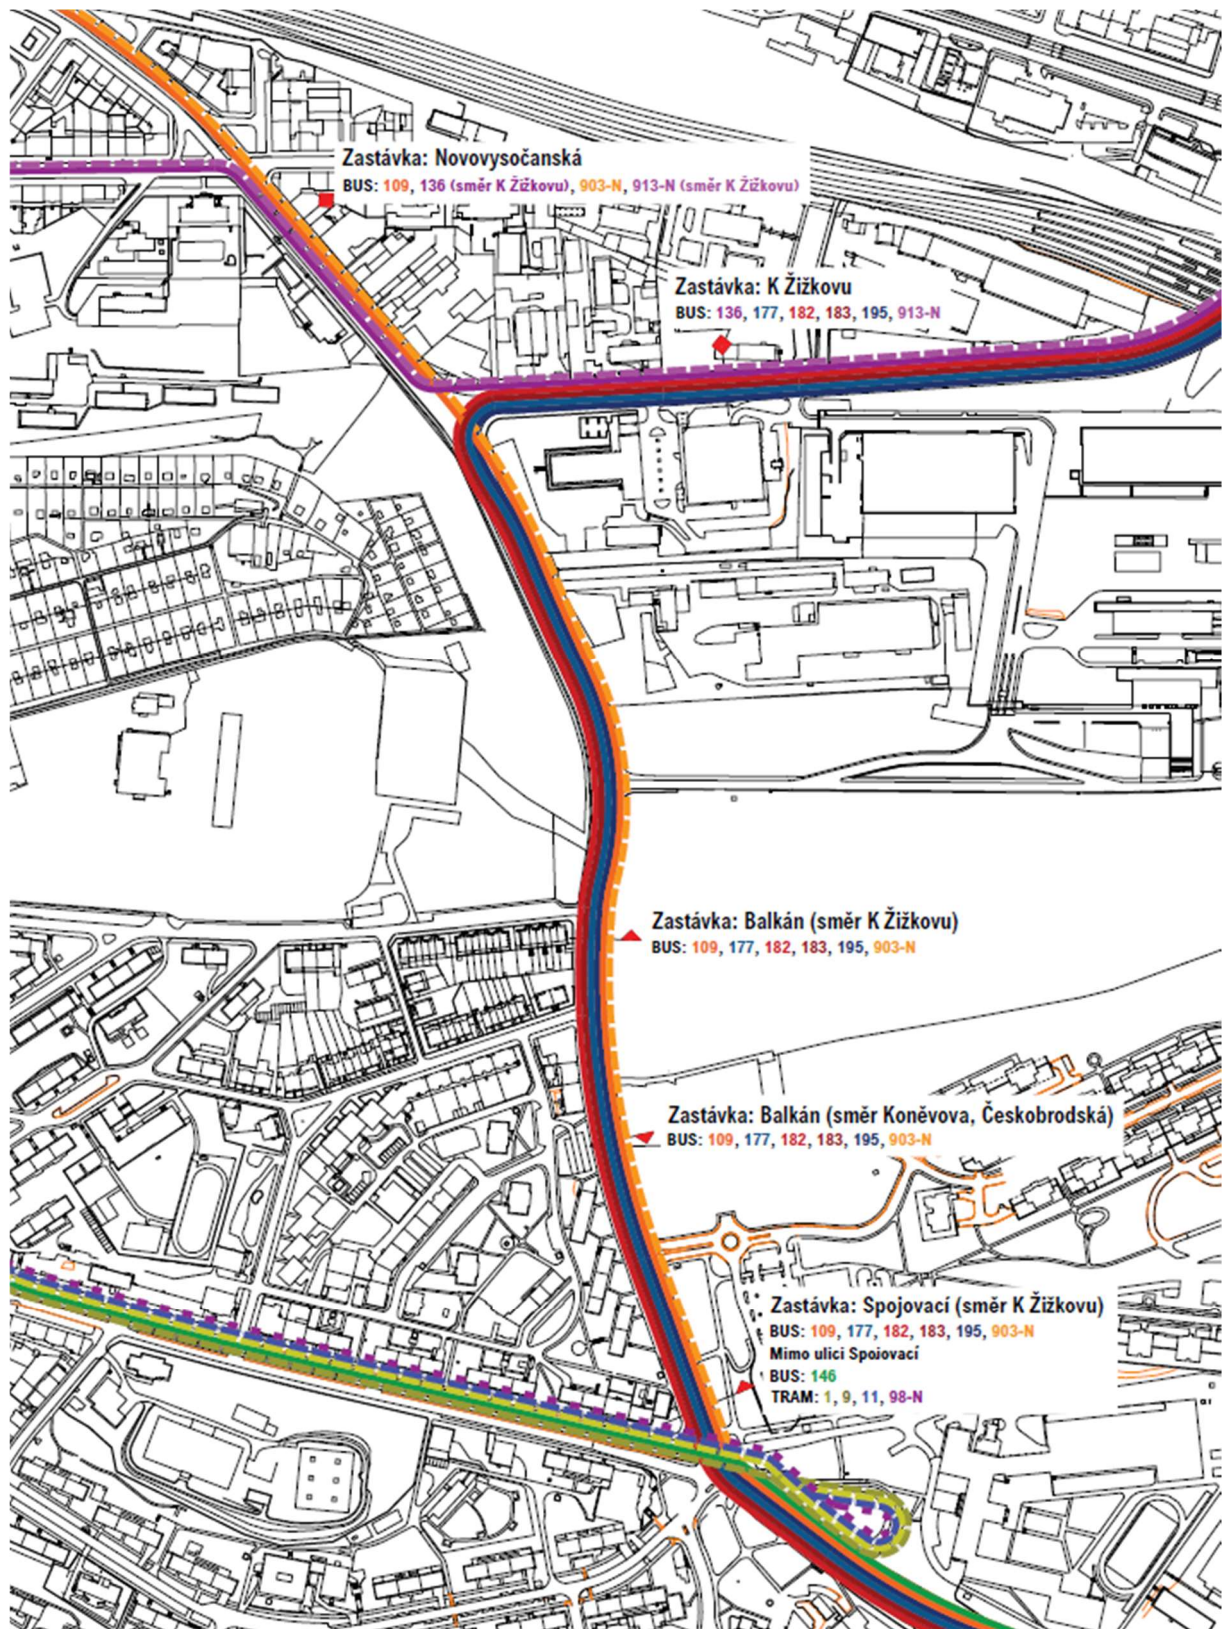 Zastávka: Novovysočanská
BUS: 109, 136 (směr K Žižkovu), 903-N, 913-N (směr K Žižkovu)
Zastávka: K Žižkovu
BUS: 136, 177, 182, 183, 195, 913-N
Zastávka: Balkán (směr K Žižkovu)
BUS: 109, 177, 182, 183, 195, 903-N
Zastávka: Balkán (směr Koněvova, Českobrodská)
BUS: 109, 177, 182, 183, 195, 903-N
Zastávka: Spojovací (směr K Žižkovu)
BUS: 109, 177, 182, 183, 195, 903-N
Mimo ulici Spojovací
BUS: 146
TRAM: 1, 9, 11, 98-N